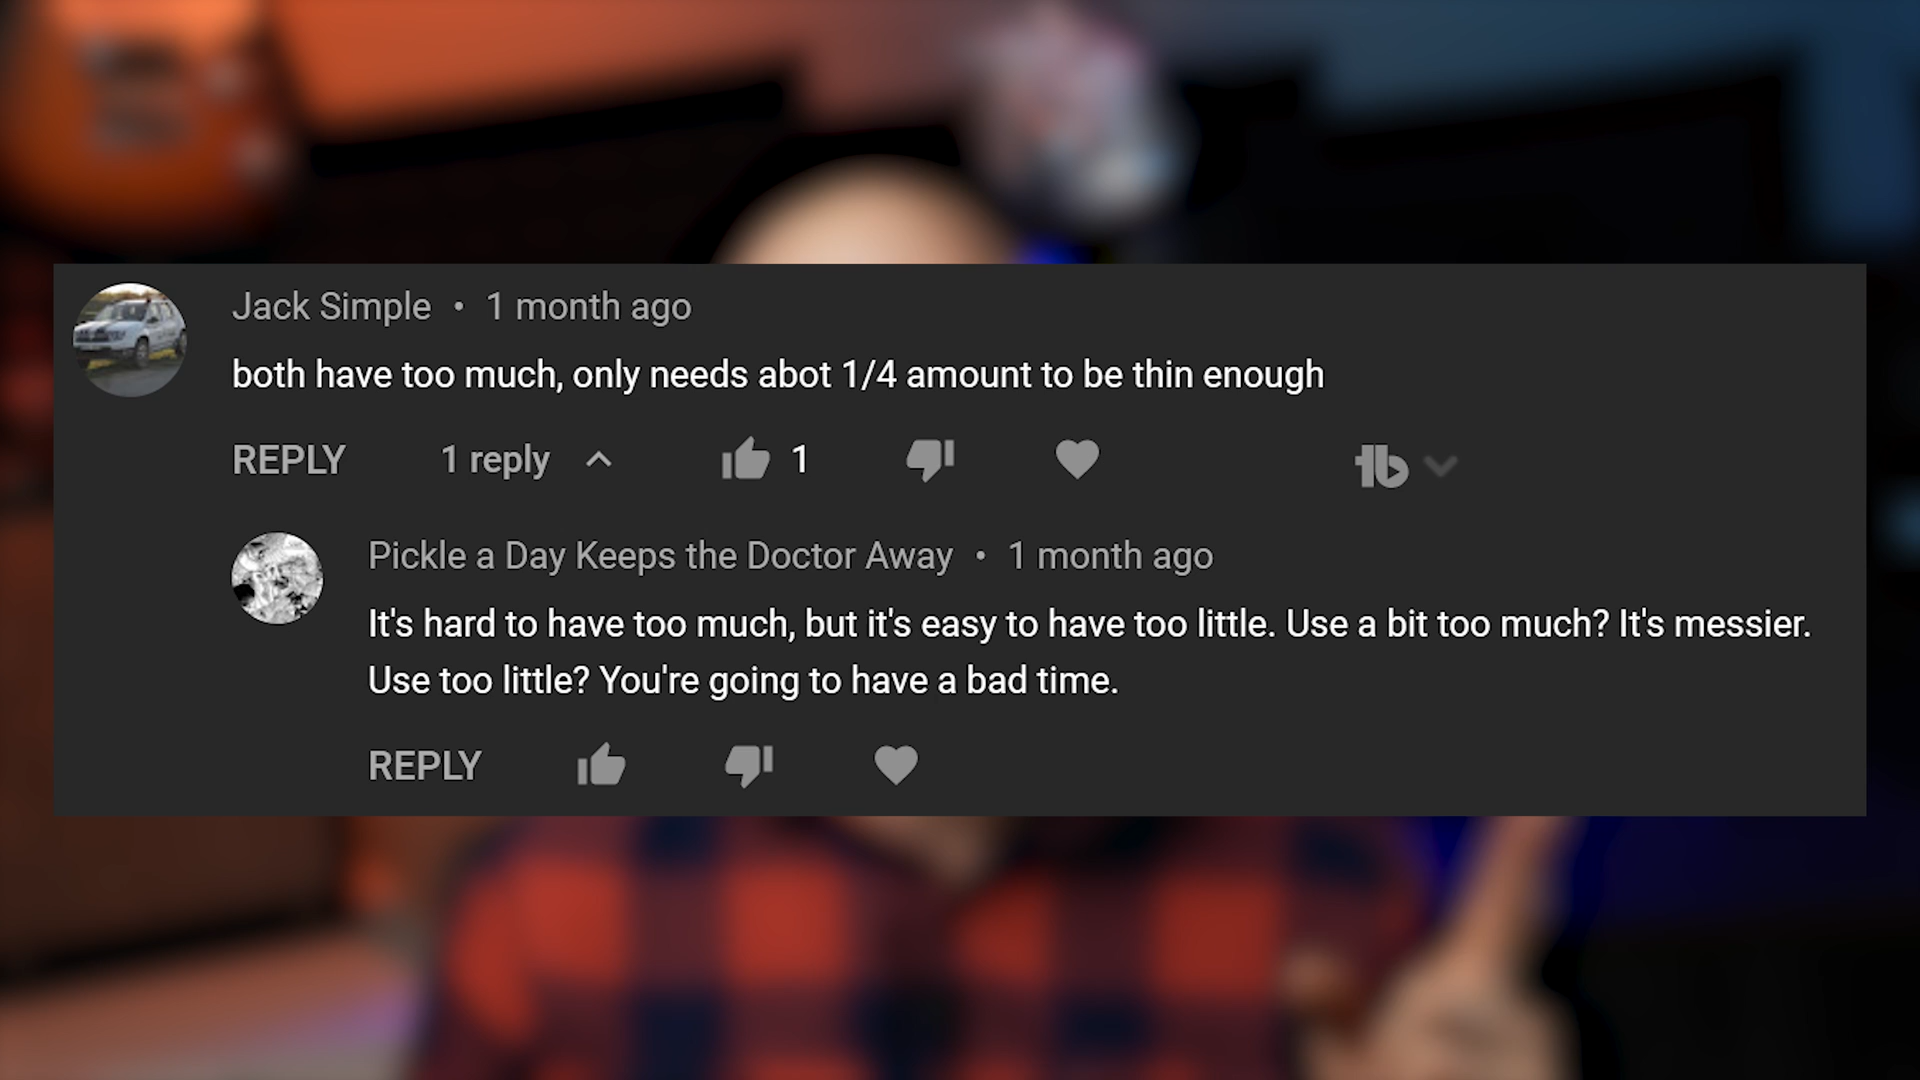 Jack Simple • 1 month ago
both have too much, only needs abot 1/4 amount to be thin enough
REPLY 1 reply 1 tb
Pickle a Day Keeps the Doctor Away • 1 month ago
It's hard to have too much, but it's easy to have too little. Use a bit too much? It's messier.
Use too little? You're going to have a bad time.
REPLY